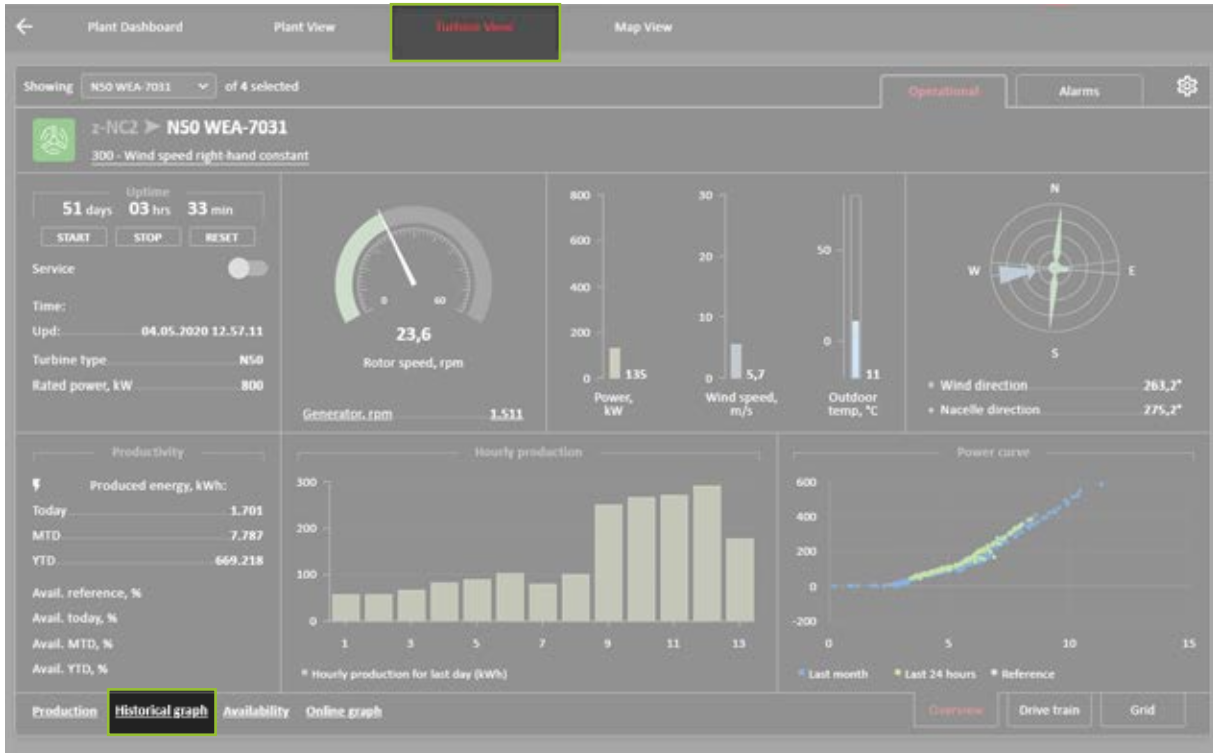 Plant Dashboard Plant View Turbine View Map View
Showing N50 WEA-7031 of 4 selected Operational Alarms
z-NC2 ➤ N50 WEA-7031
300 - Wind speed right-hand constant
Uptime
51 days 03 hrs 33 min
START STOP RESET
Service
Time:
Upd: 04.05.2020 12.57.11
Turbine type N50
Rated power, kW 800
0 60
23,6
Rotor speed, rpm
Generator, rpm 1.511
800
600
400
200
0
135
Power,
kW
30
20
10
0
5,7
Wind speed,
m/s
50
0
11
Outdoor
temp, °C
N
W E
S
Wind direction 263,2°
Nacelle direction 275,2°
Productivity
Produced energy, kWh:
Today 1.701
MTD 7.787
YTD 669.218
Avail. reference, %
Avail. today, %
Avail. MTD, %
Avail. YTD, %
Hourly production
300
200
100
0
1 3 5 7 9 11 13
* Hourly production for last day (kWh)
Power curve
600
400
200
0
-200
0 5 10 15
Last month Last 24 hours Reference
Production Historical graph Availability Online graph Overview Drive train Grid